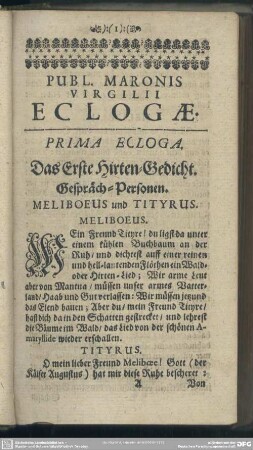 (1)
PUBL. MARONIS
VIRGILII
ECLOGÆ.
PRIMA ECLOGA.
Das Erste Hirten-Gedicht.
Gespräch-Personen.
MELIBOEUS und TITYRUS.
MELIBOEUS.
MEin Freund Tityre! du ligst da unter
einem kühlen Buchbaum an der
Ruh/ und dichtest auff einer reinen
und hell-lautenden Flöthen ein Wald-
oder Hirten-Lied; Wir arme Leut
aber von Mantua/ müssen unser armes Vatter-
land/ Haab und Gut verlassen: Wir müssen jetzund
das Elend bauen; Aber du/ mein Freund Tityre/
hast dich da in den Schatten gestrecket/ und lehrest
die Bäume im Wald/ das Lied von der schönen A-
maryllide wieder erschallen.
TITYRUS.
O mein lieber Freund Melibœe! Gott (der
Käiser Augustus) hat mir diese Ruhe bescheret:
A Von